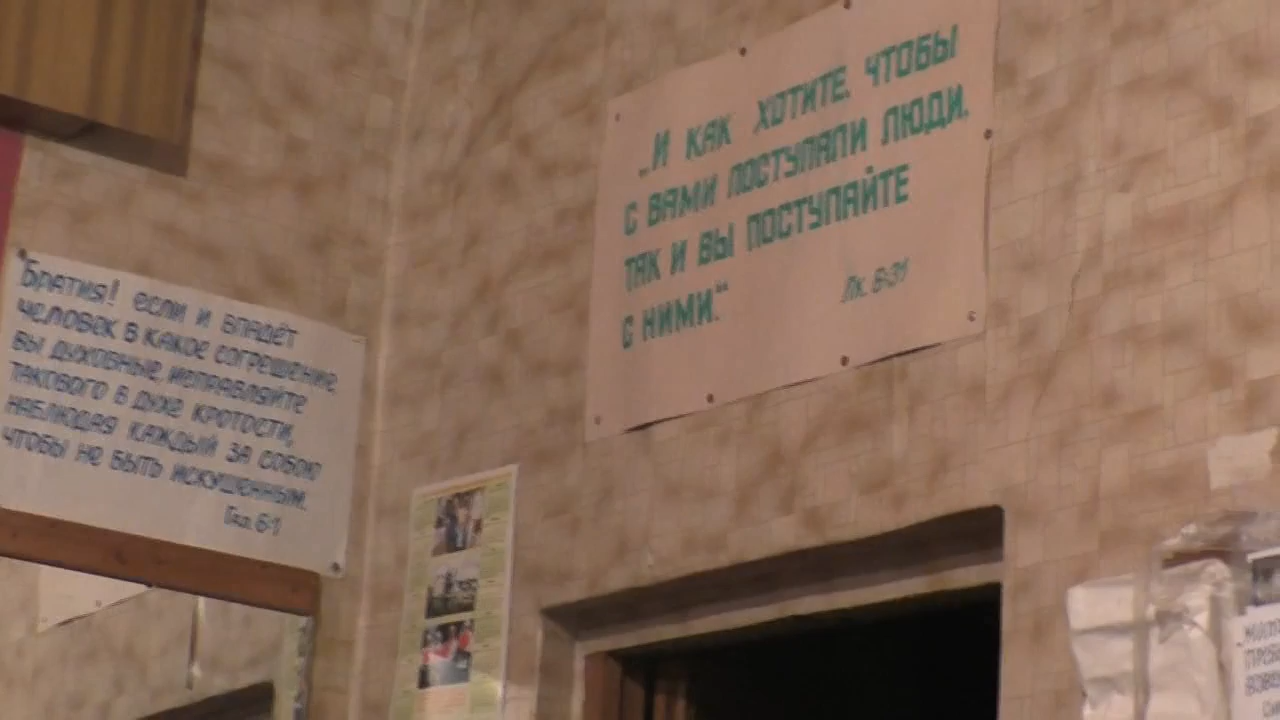 Братия! если и впадёт
человек в какое согрешение,
вы духовные, исправляйте
такового в духе кротости,
наблюдая каждый за собою
чтобы не быть искушенным.
Гал. 6-1
„И КАК ХОТИТЕ, ЧТОБЫ
С ВАМИ ПОСТУПАЛИ ЛЮДИ,
ТАК И ВЫ ПОСТУПАЙТЕ
С НИМИ.“
Лк. 6-31